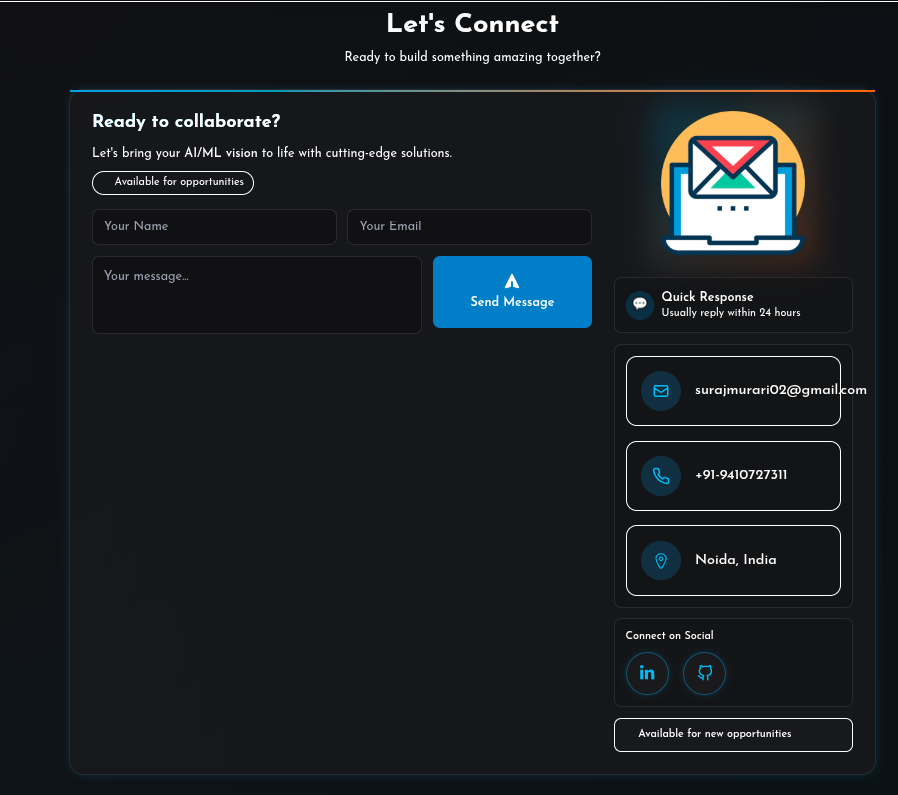 Let's Connect
Ready to build something amazing together?
Ready to collaborate?
Let's bring your AI/ML vision to life with cutting-edge solutions.
Available for opportunities
Your Name
Your Email
Your message...
Send Message
Quick Response
Usually reply within 24 hours
surajmurari02@gmail.com
+91-9410727311
Noida, India
Connect on Social
in
Available for new opportunities